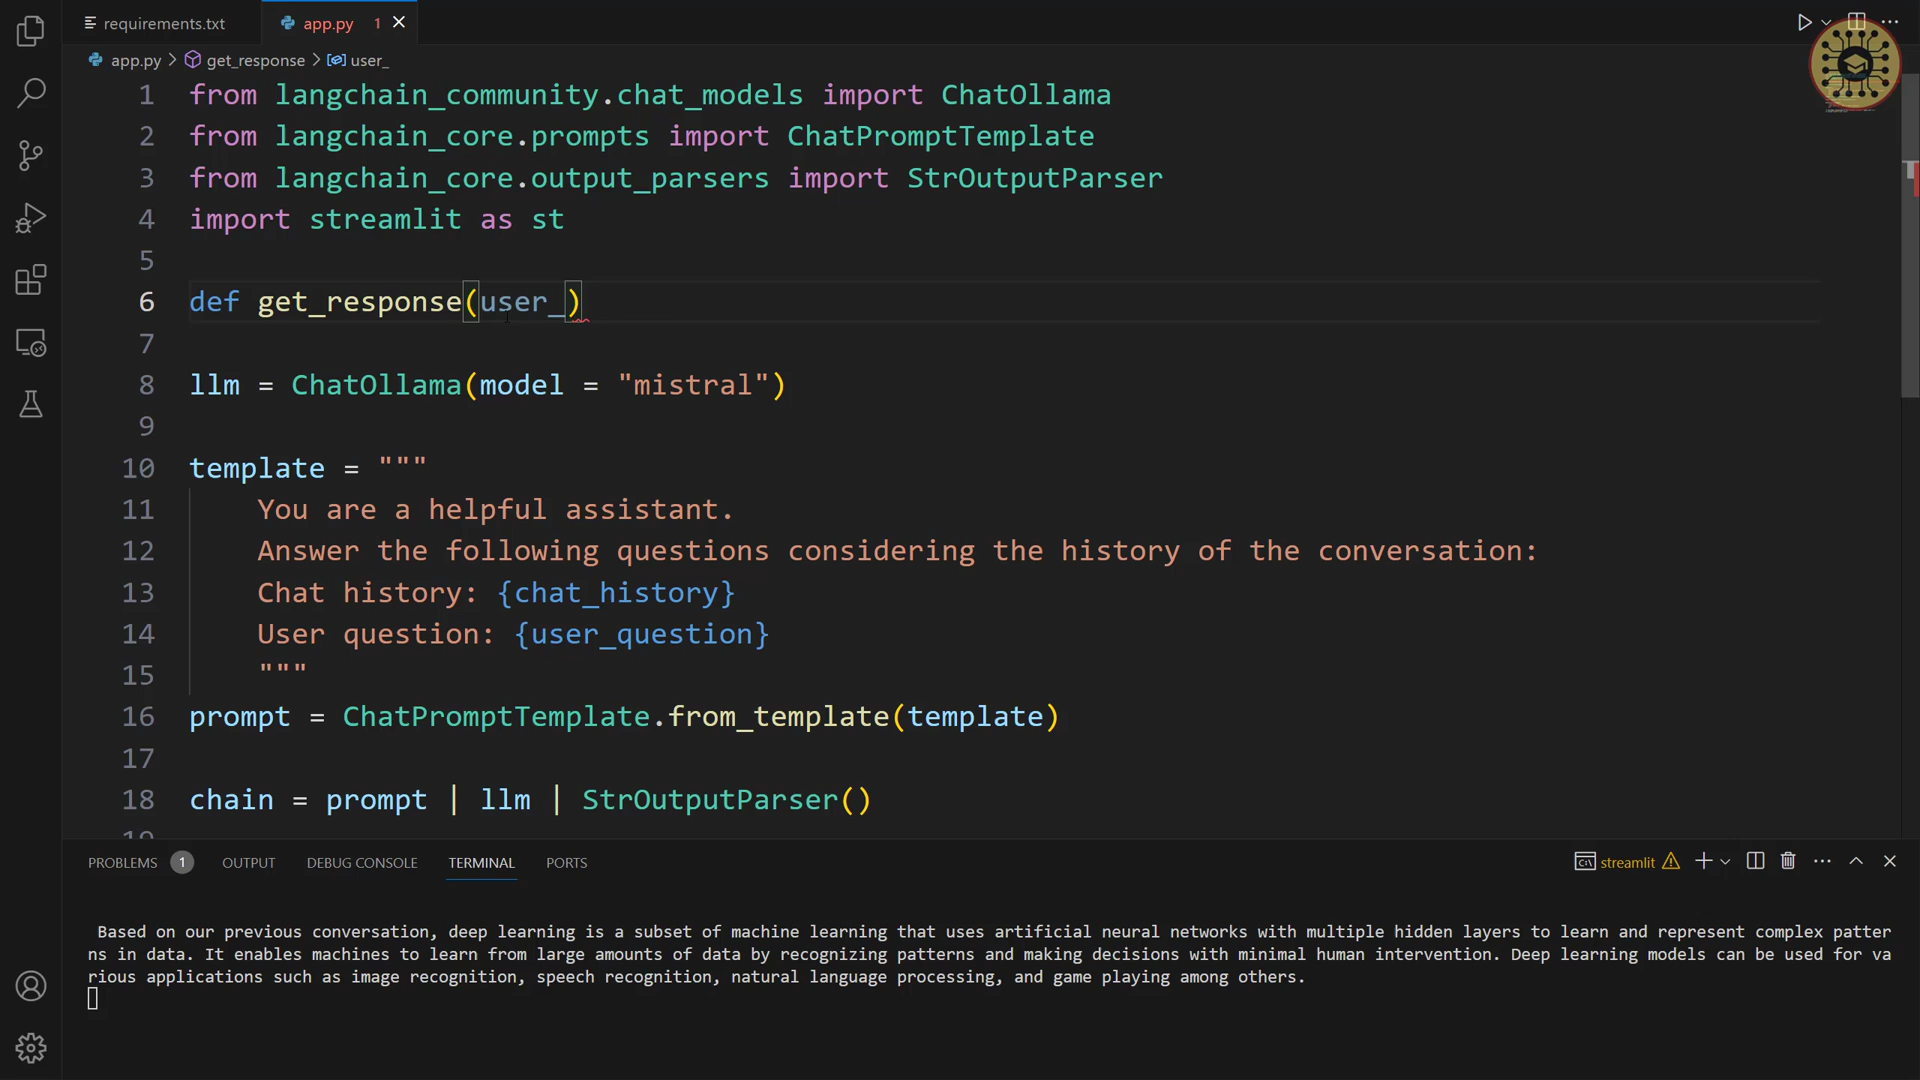 requirements.txt
app.py 1
app.py > get_response > user_
1 from langchain_community.chat_models import ChatOllama
2 from langchain_core.prompts import ChatPromptTemplate
3 from langchain_core.output_parsers import StrOutputParser
4 import streamlit as st
5
6 def get_response(user_)
7
8 llm = ChatOllama(model = "mistral")
9
10 template = """
11 You are a helpful assistant.
12 Answer the following questions considering the history of the conversation:
13 Chat history: {chat_history}
14 User question: {user_question}
15 """
16 prompt = ChatPromptTemplate.from_template(template)
17
18 chain = prompt | llm | StrOutputParser()
19
PROBLEMS 1 OUTPUT DEBUG CONSOLE TERMINAL PORTS streamlit
Based on our previous conversation, deep learning is a subset of machine learning that uses artificial neural networks with multiple hidden layers to learn and represent complex patter
ns in data. It enables machines to learn from large amounts of data by recognizing patterns and making decisions with minimal human intervention. Deep learning models can be used for va
rious applications such as image recognition, speech recognition, natural language processing, and game playing among others.